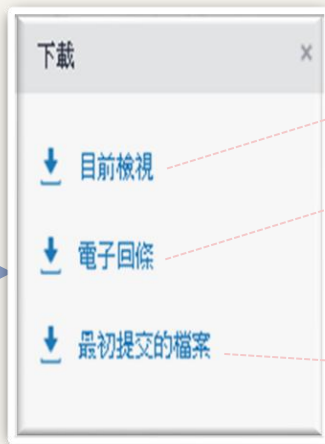 下載
目前檢視
電子回條
最初提交的檔案